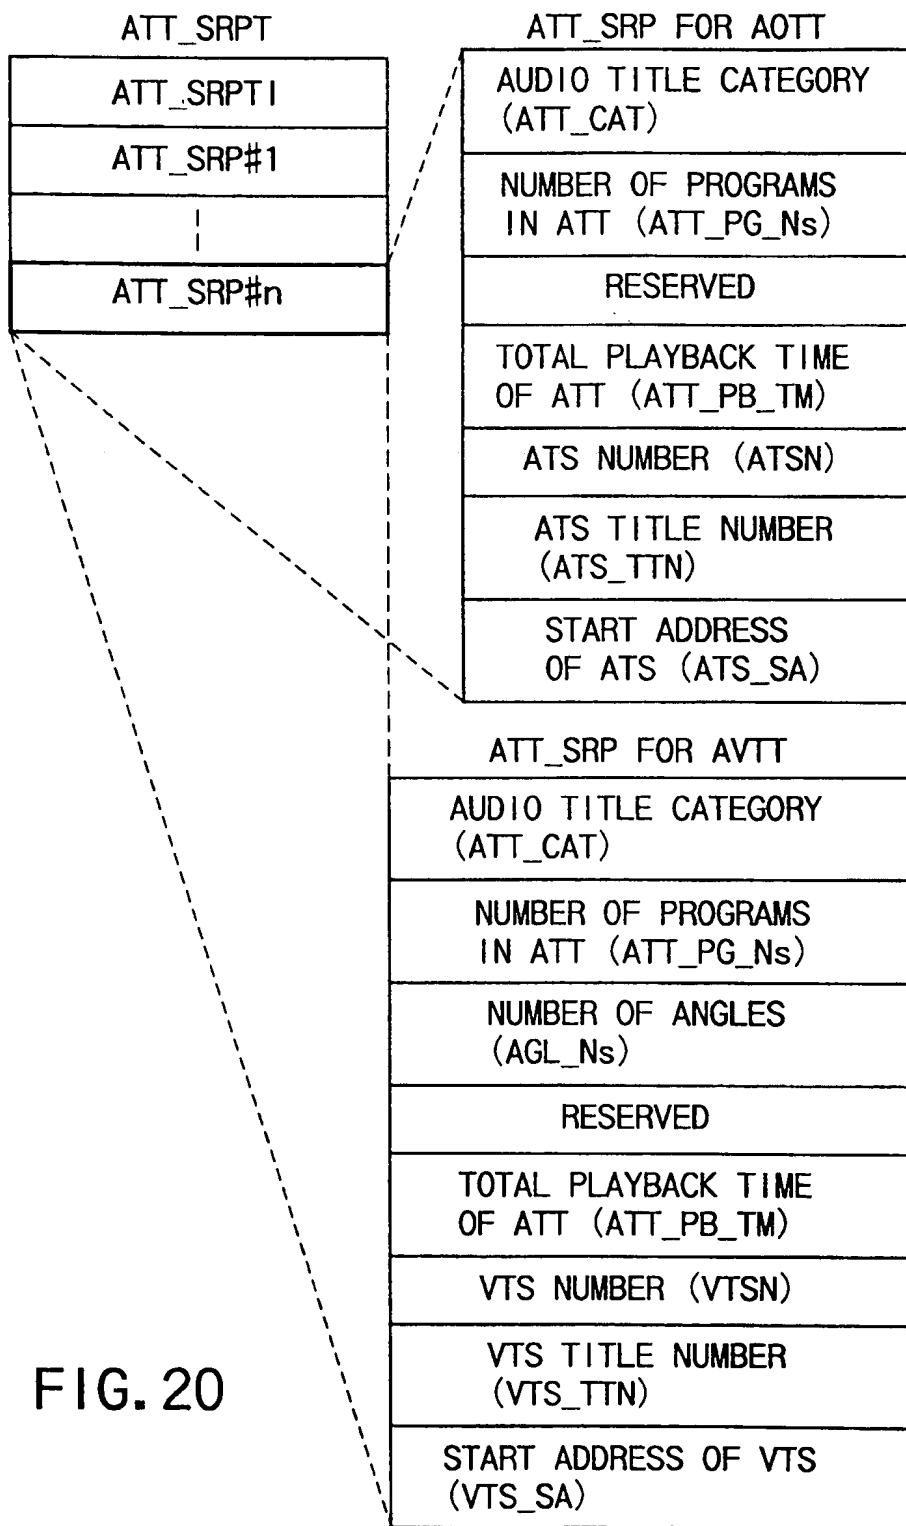 ATT_SRPT
ATT_SRPTI
ATT_SRP#1
ATT_SRP#n
ATT_SRP FOR AOTT
AUDIO TITLE CATEGORY
(ATT_CAT)
NUMBER OF PROGRAMS
IN ATT (ATT_PG_Ns)
RESERVED
TOTAL PLAYBACK TIME
OF ATT (ATT_PB_TM)
ATS NUMBER (ATSN)
ATS TITLE NUMBER
(ATS_TTN)
START ADDRESS
OF ATS (ATS_SA)
ATT_SRP FOR AVTT
AUDIO TITLE CATEGORY
(ATT_CAT)
NUMBER OF PROGRAMS
IN ATT (ATT_PG_Ns)
NUMBER OF ANGLES
(AGL_Ns)
RESERVED
TOTAL PLAYBACK TIME
OF ATT (ATT_PB_TM)
VTS NUMBER (VTSN)
VTS TITLE NUMBER
(VTS_TTN)
START ADDRESS OF VTS
(VTS_SA)
FIG. 20